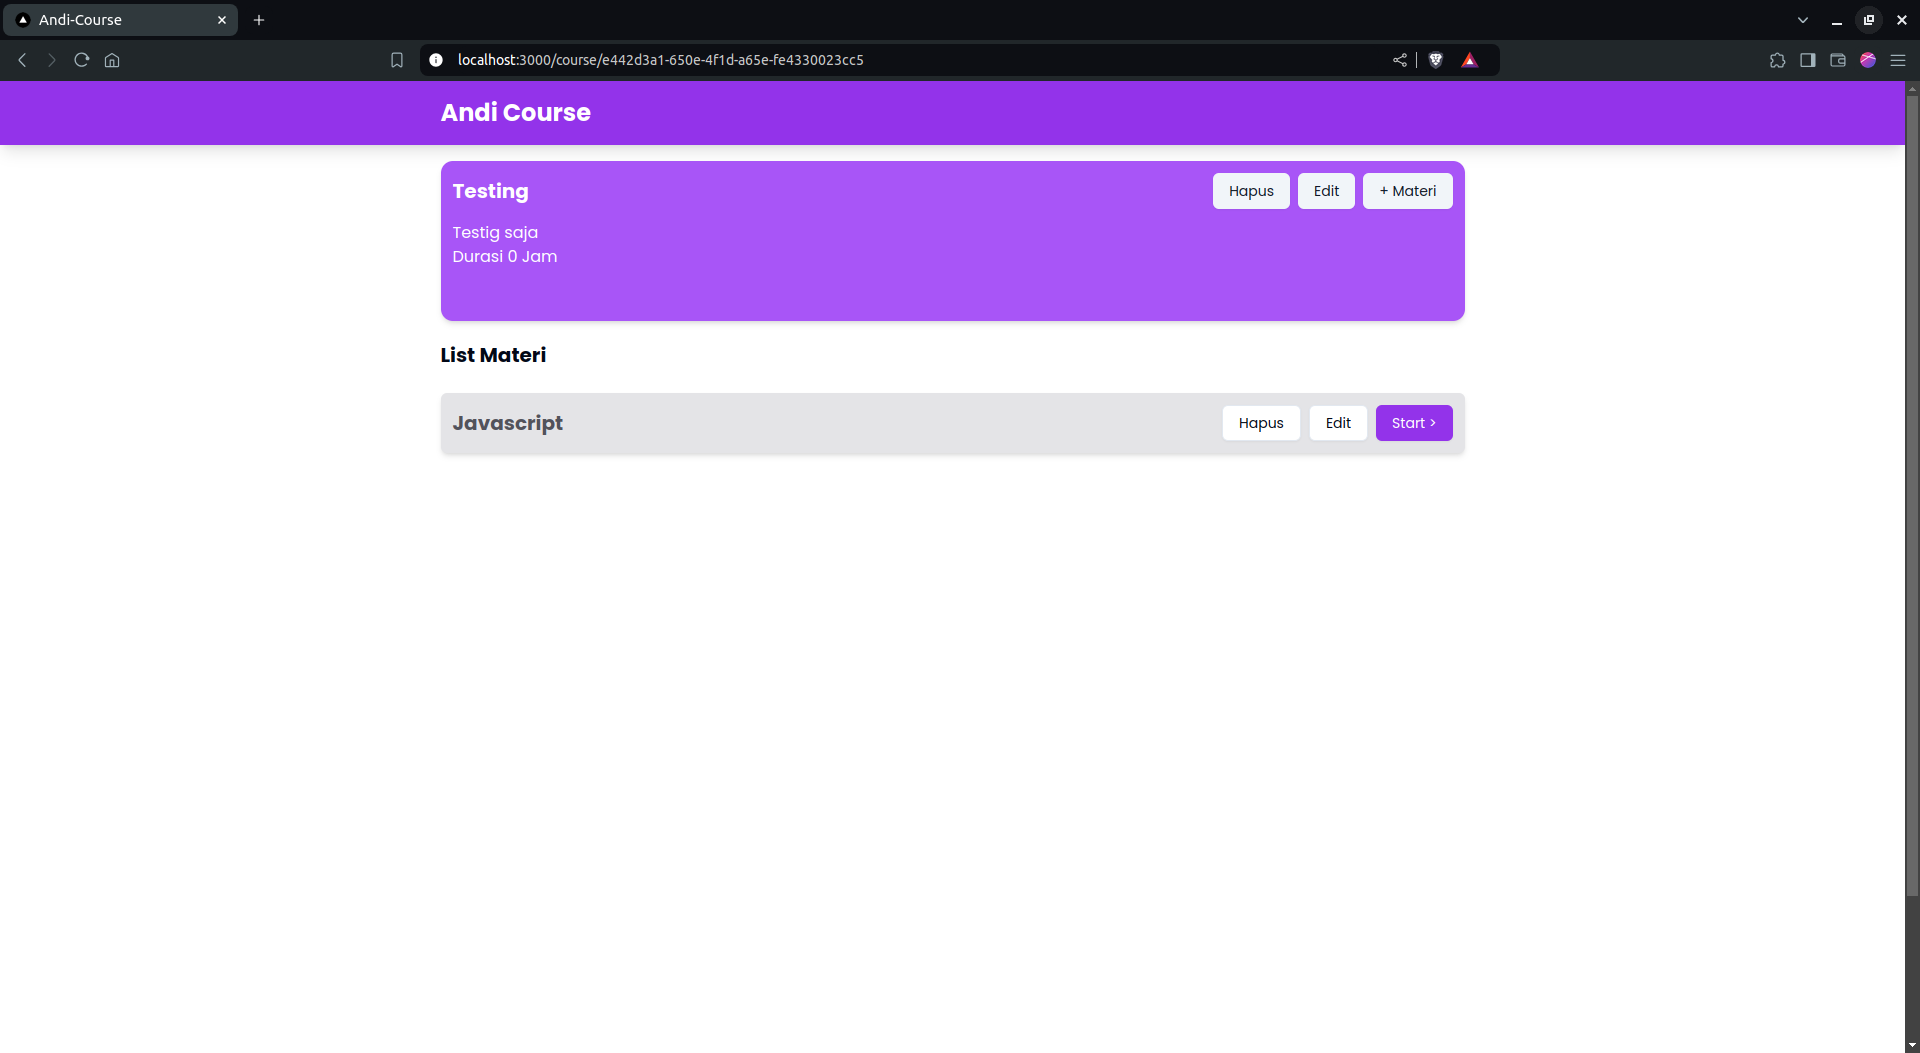 Andi-Course
localhost:3000/course/e442d3a1-650e-4f1d-a65e-fe4330023cc5
Andi Course
Testing
Hapus
Edit
+ Materi
Testig saja
Durasi 0 Jam
List Materi
Javascript
Hapus
Edit
Start >